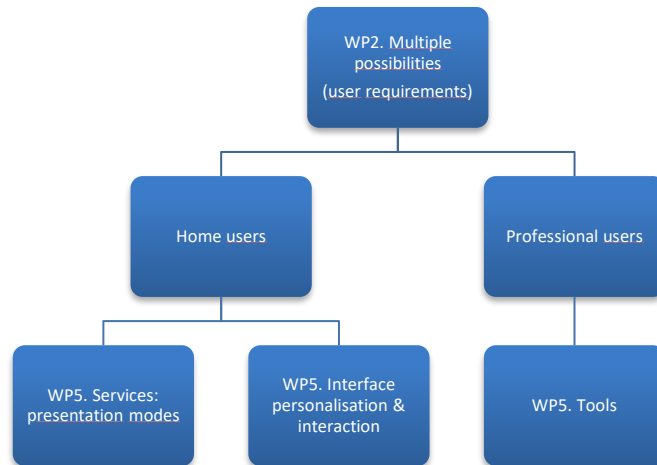 WP2. Multiple
possibilities
(user requirements)
Home users
Professional users
WP5. Services:
presentation modes
WP5. Interface
personalisation &
interaction
WP5. Tools